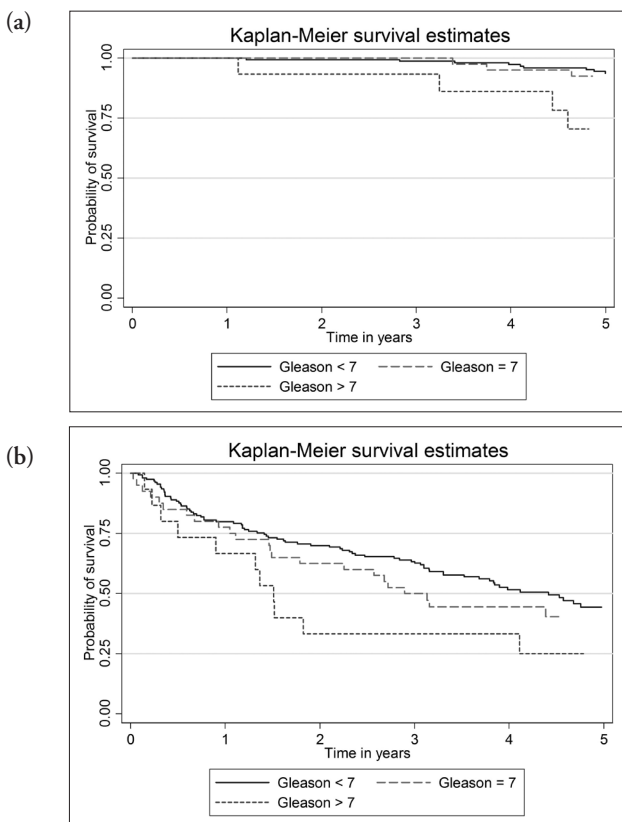 (a)
Kaplan-Meier survival estimates
Probability of survival
1.00
0.75
0.50
0.25
0.00
0 1 2 3 4 5
Time in years
Gleason < 7 Gleason = 7
Gleason > 7
(b)
Kaplan-Meier survival estimates
Probability of survival
1.00
0.75
0.50
0.25
0.00
0 1 2 3 4 5
Time in years
Gleason < 7 Gleason = 7
Gleason > 7